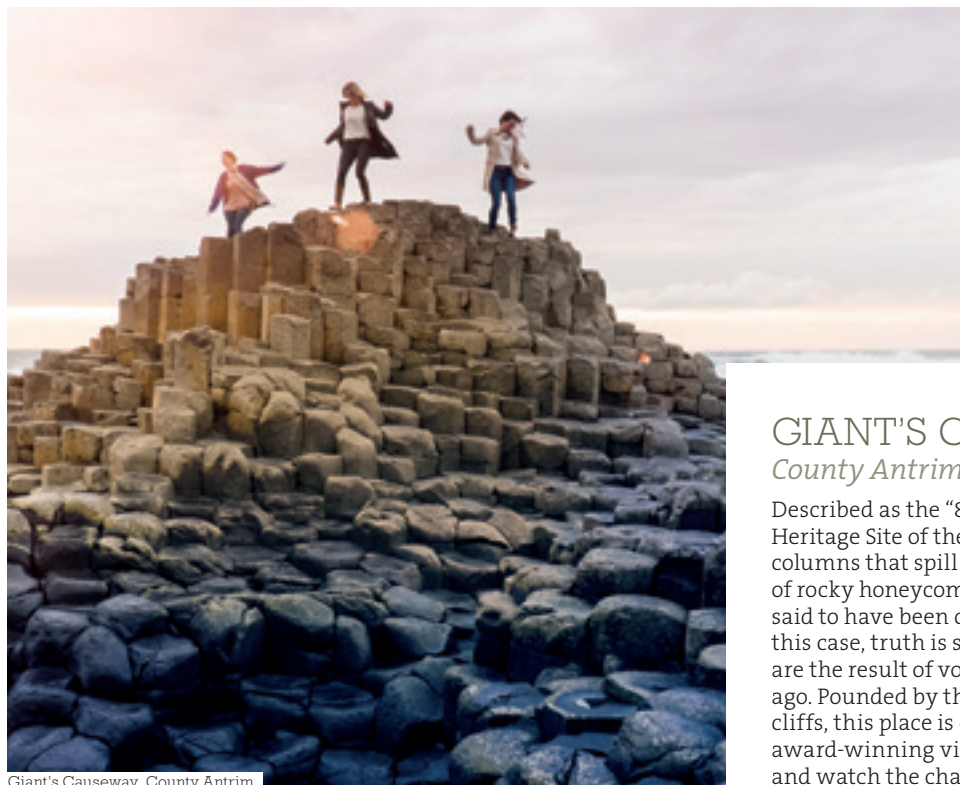 GIANT'S C
County Antrim
Described as the “8
Heritage Site of the
columns that spill
of rocky honeycom
said to have been c
this case, truth is s
are the result of vo
ago. Pounded by th
cliffs, this place is
award-winning vi
and watch the cha
Giant's Causeway, County Antrim